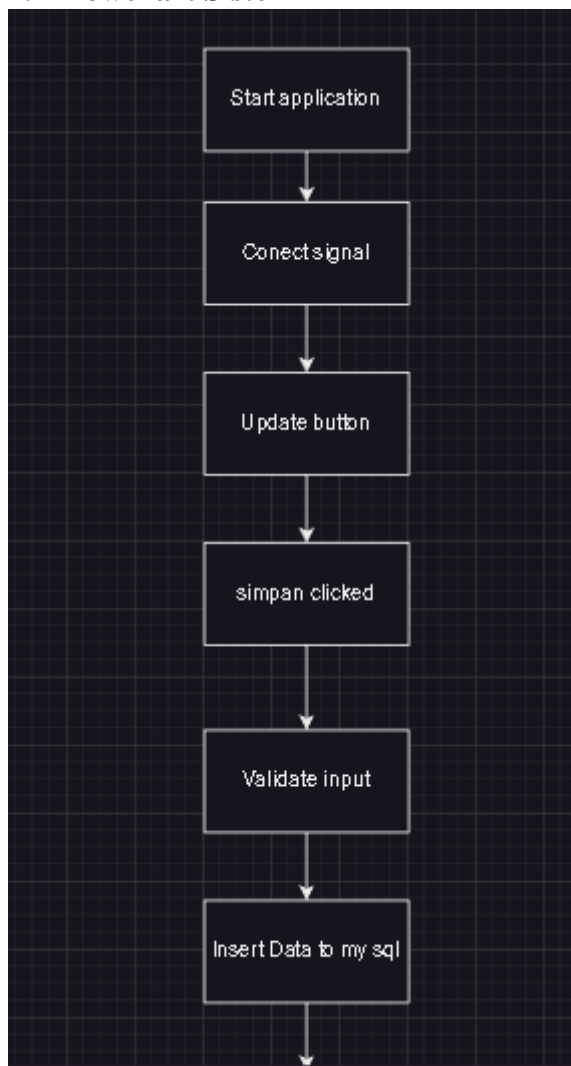 Start application
Conect signal
Update button
simpan clicked
Validate input
Insert Data to my sql